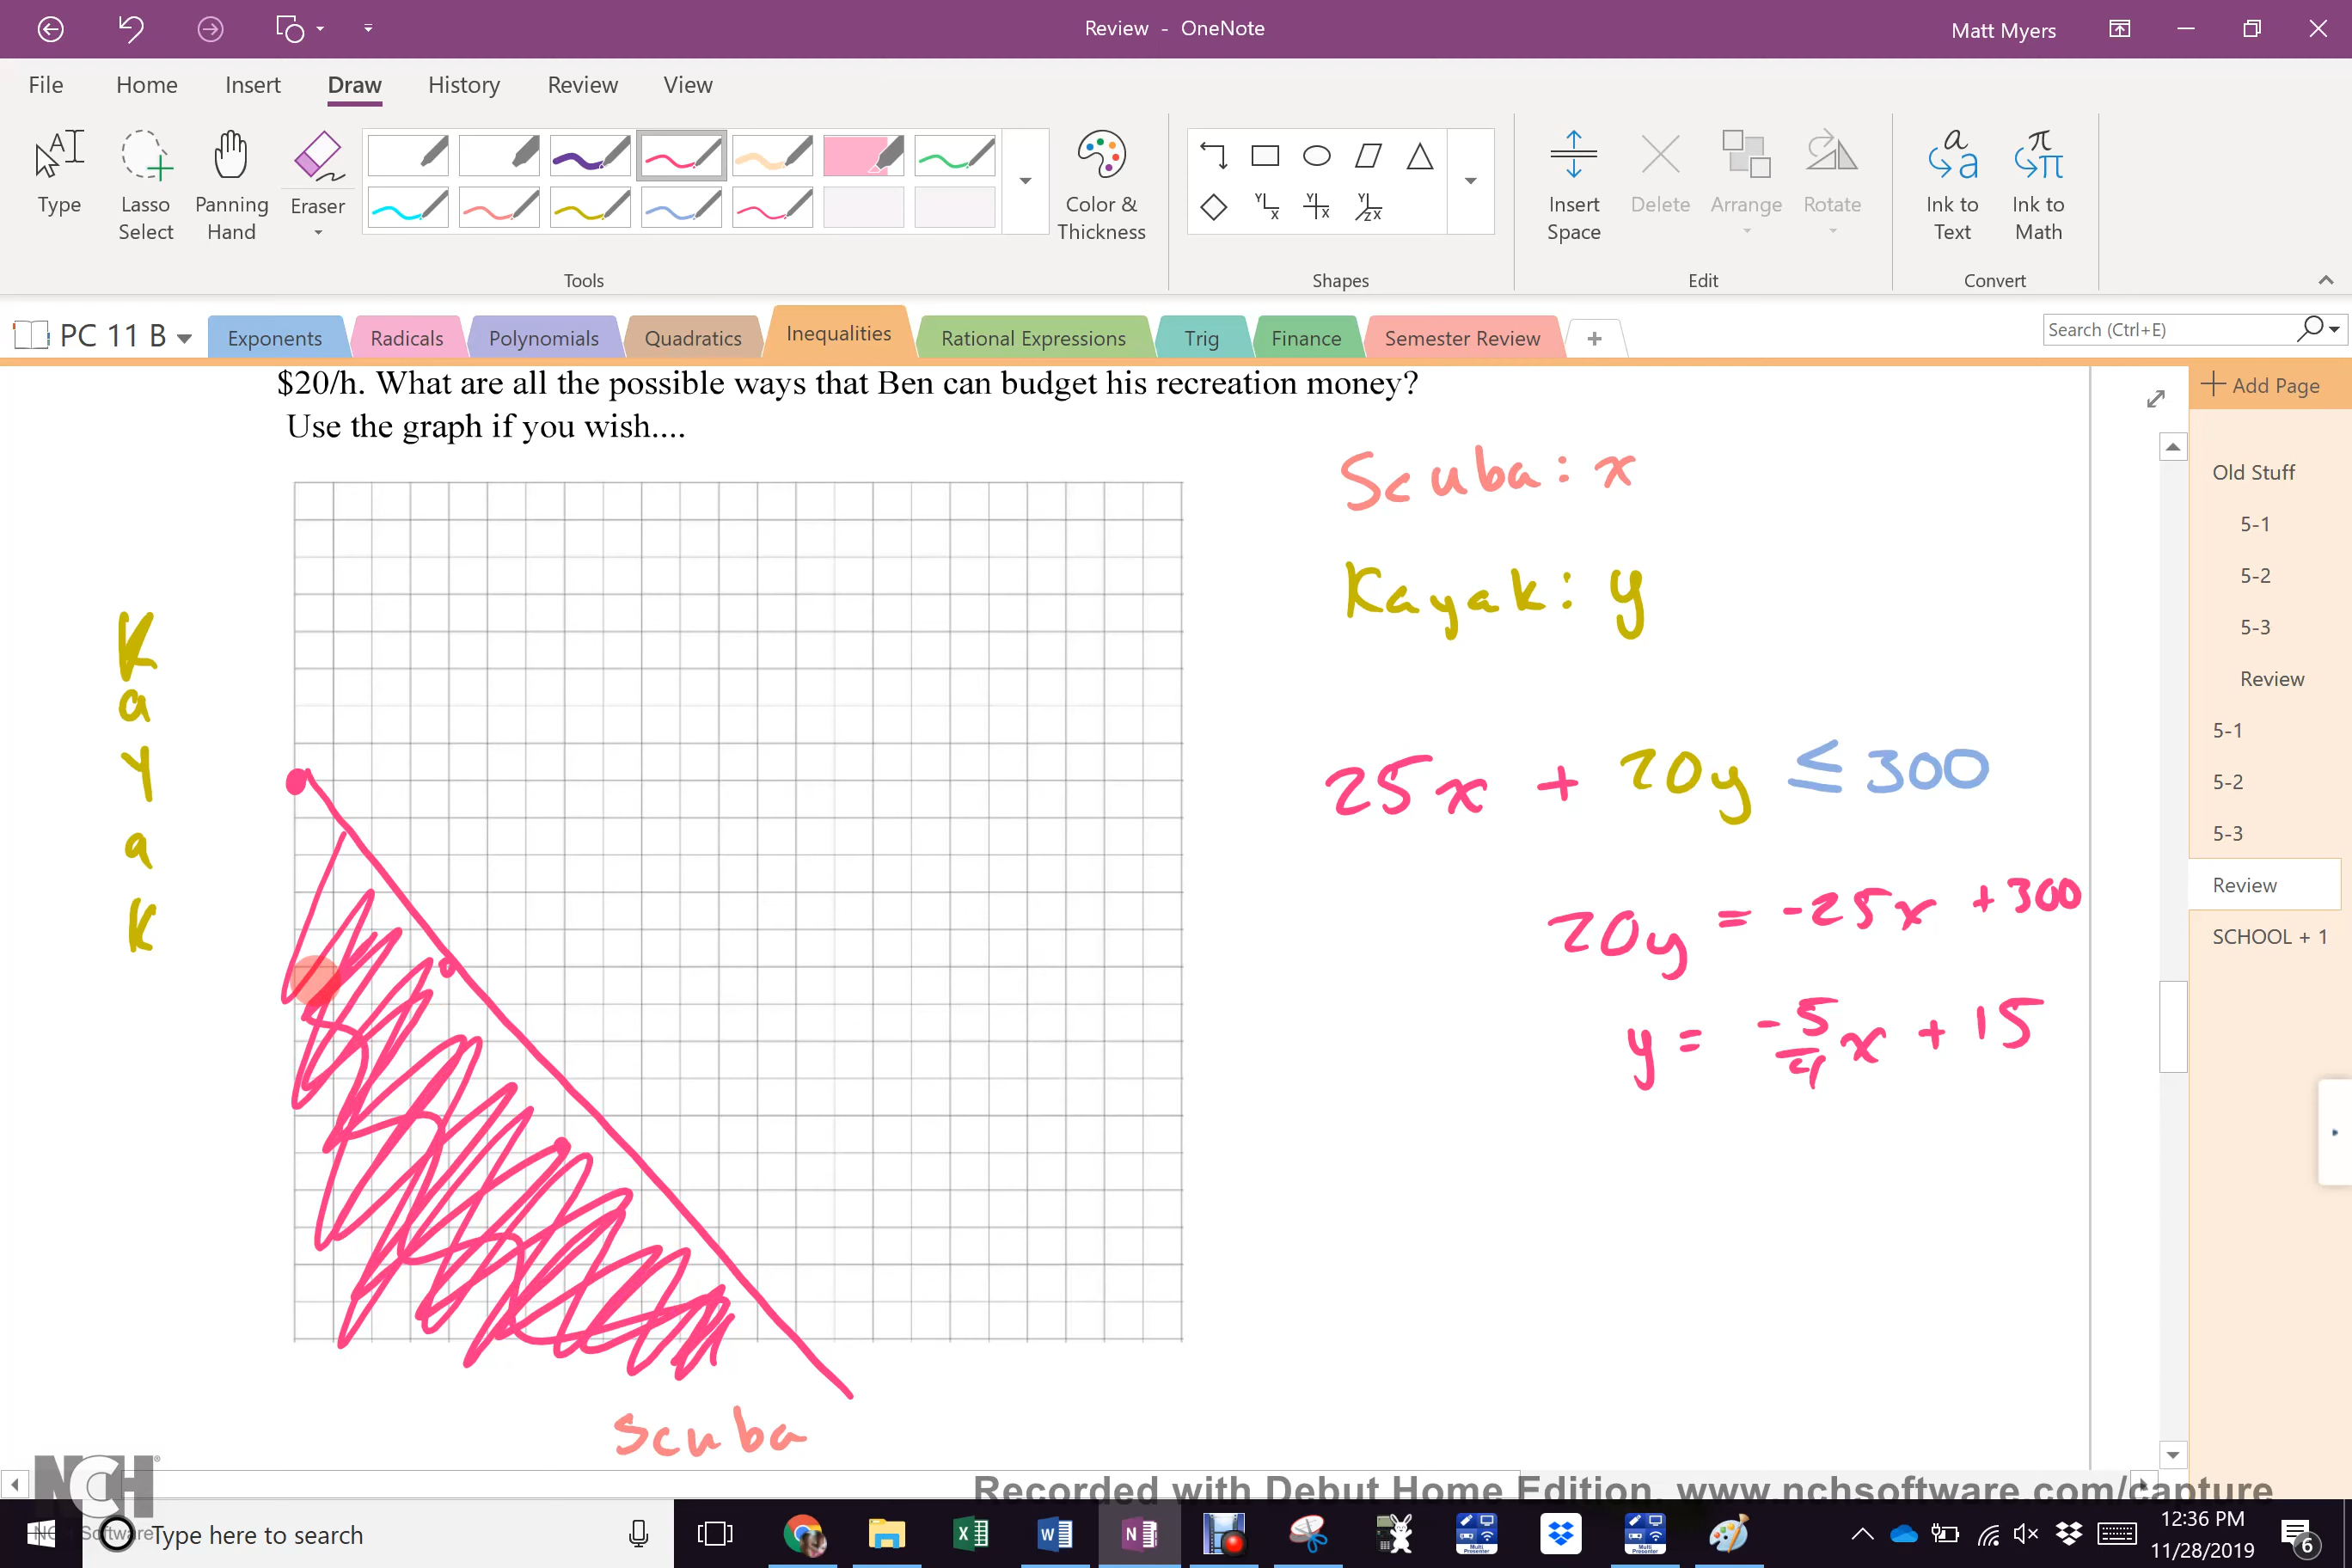 Review - OneNote
Matt Myers
File Home Insert Draw History Review View
Type
Lasso Select
Panning Hand
Eraser
Color & Thickness
Insert Space
Delete
Arrange
Rotate
Ink to Text
Ink to Math
Tools
Shapes
Edit
Convert
PC 11 B
Exponents Radicals Polynomials Quadratics Inequalities Rational Expressions Trig Finance Semester Review +
Search (Ctrl+E)
$20/h. What are all the possible ways that Ben can budget his recreation money?
Use the graph if you wish....
Scuba: x
Kayak: y
Kayak
25x + 20y ≤ 300
20y = -25x +300
y = -5/4 x + 15
Scuba
Add Page
Old Stuff
5-1
5-2
5-3
Review
5-1
5-2
5-3
Review
SCHOOL + 1
NCH
NCH Software
Recorded with Debut Home Edition. www.nchsoftware.com/capture
Type here to search
12:36 PM
11/28/2019
6